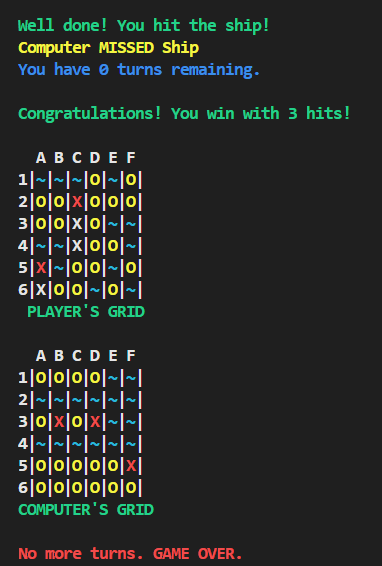 Well done! You hit the ship!
Computer MISSED Ship
You have 0 turns remaining.
Congratulations! You win with 3 hits!
A B C D E F
1|~|~|~|O|~|O|
2|O|O|X|O|O|O|
3|O|O|X|O|~|~|
4|~|~|X|O|O|~|
5|X|~|O|O|~|O|
6|X|O|O|~|O|~|
PLAYER'S GRID
A B C D E F
1|O|O|O|O|~|~|
2|~|~|~|~|~|~|
3|O|X|O|X|~|~|
4|~|~|~|~|~|~|
5|O|O|O|O|O|X|
6|O|O|O|O|O|O|
COMPUTER'S GRID
No more turns. GAME OVER.